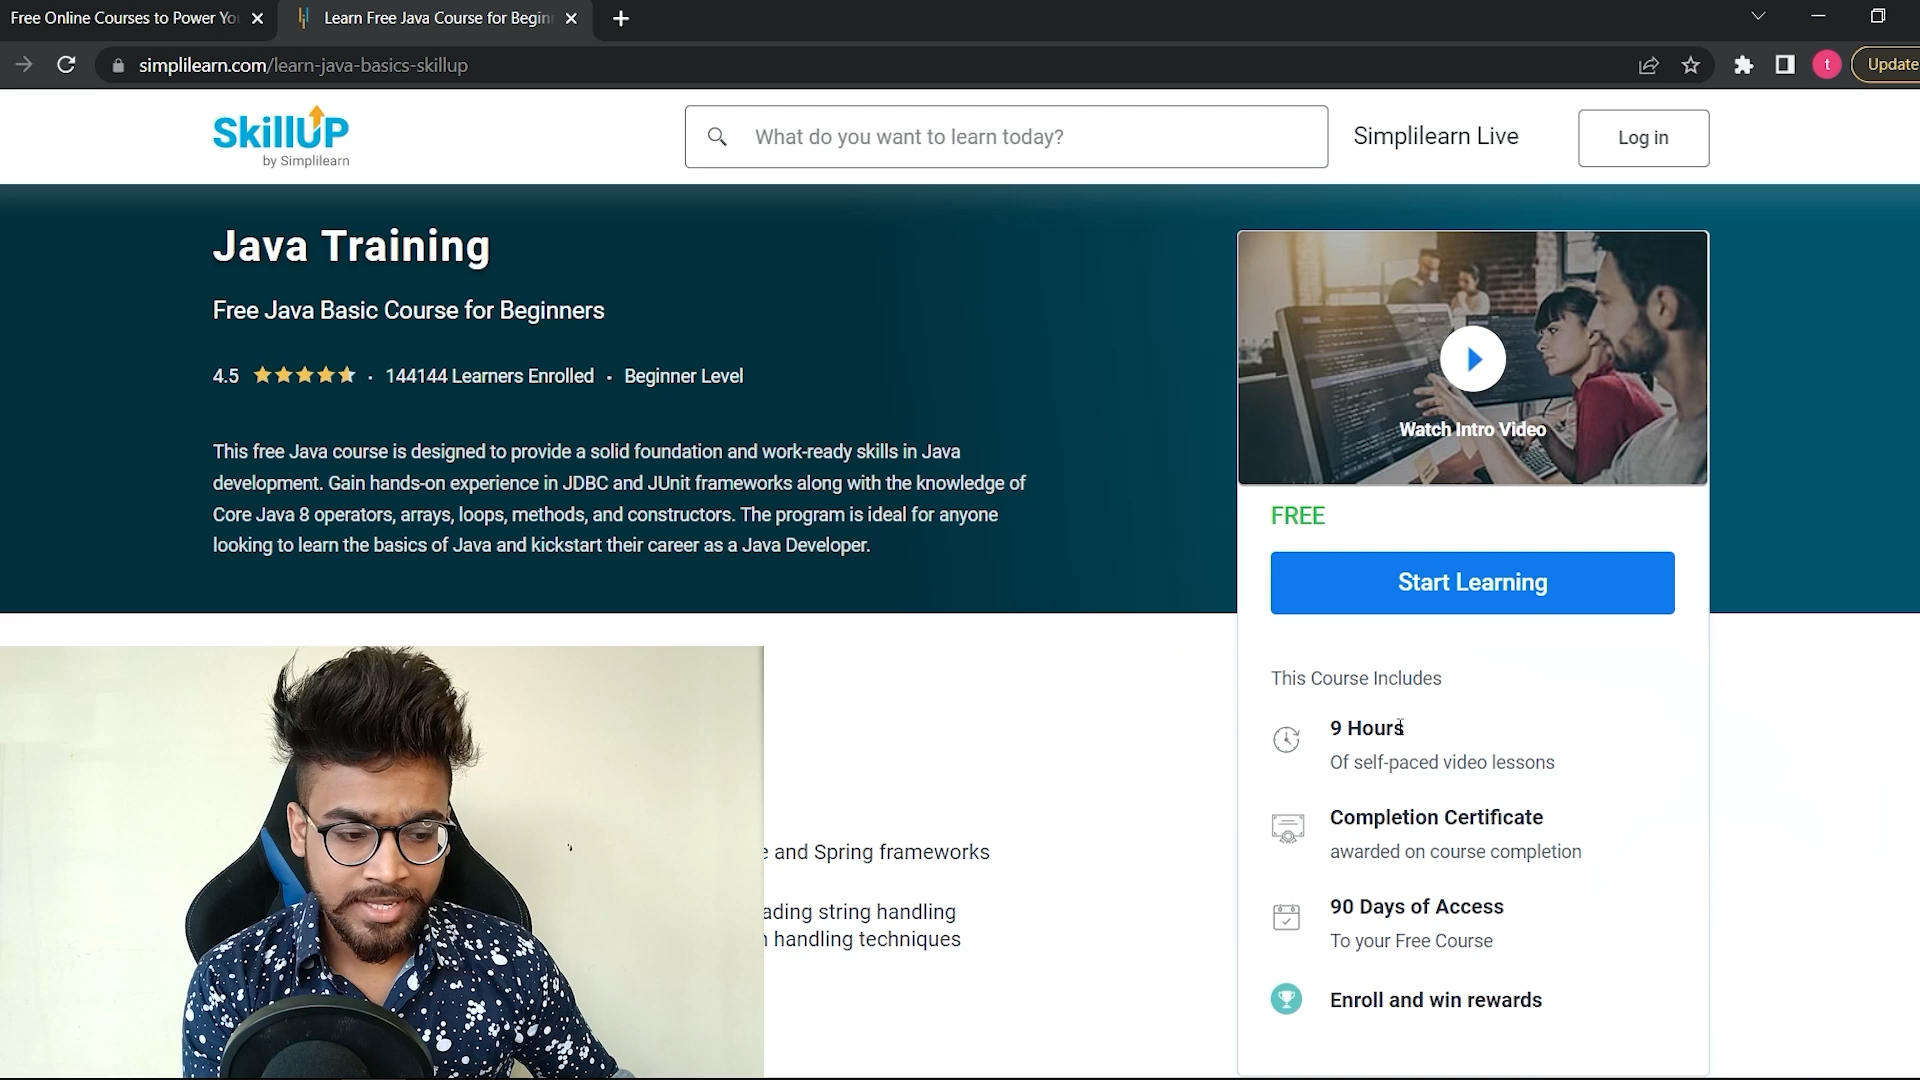 Free Online Courses to Power Yo
Learn Free Java Course for Begin
simplilearn.com/learn-java-basics-skillup
t
Update
SkillUP
by Simplilearn
What do you want to learn today?
Simplilearn Live
Log in
Java Training
Free Java Basic Course for Beginners
4.5 · 144144 Learners Enrolled · Beginner Level
This free Java course is designed to provide a solid foundation and work-ready skills in Java
development. Gain hands-on experience in JDBC and JUnit frameworks along with the knowledge of
Core Java 8 operators, arrays, loops, methods, and constructors. The program is ideal for anyone
looking to learn the basics of Java and kickstart their career as a Java Developer.
Watch Intro Video
FREE
Start Learning
This Course Includes
9 Hours
Of self-paced video lessons
Completion Certificate
awarded on course completion
90 Days of Access
To your Free Course
Enroll and win rewards
and Spring frameworks
ading string handling
handling techniques